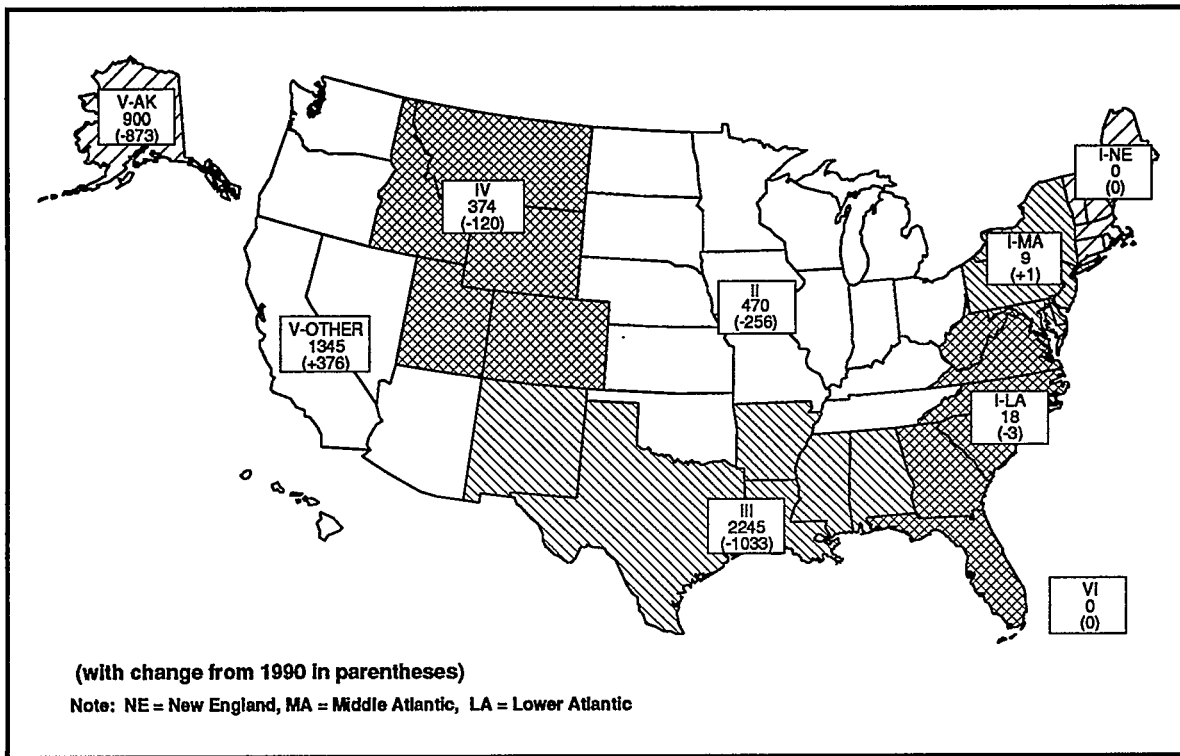 V-AK
900
(-873)
I-NE
0
(0)
IV
374
(-120)
I-MA
9
(+1)
II
470
(-256)
V-OTHER
1345
(+376)
I-LA
18
(-3)
III
2245
(-1033)
VI
0
(0)
(with change from 1990 in parentheses)
Note: NE = New England, MA = Middle Atlantic, LA = Lower Atlantic